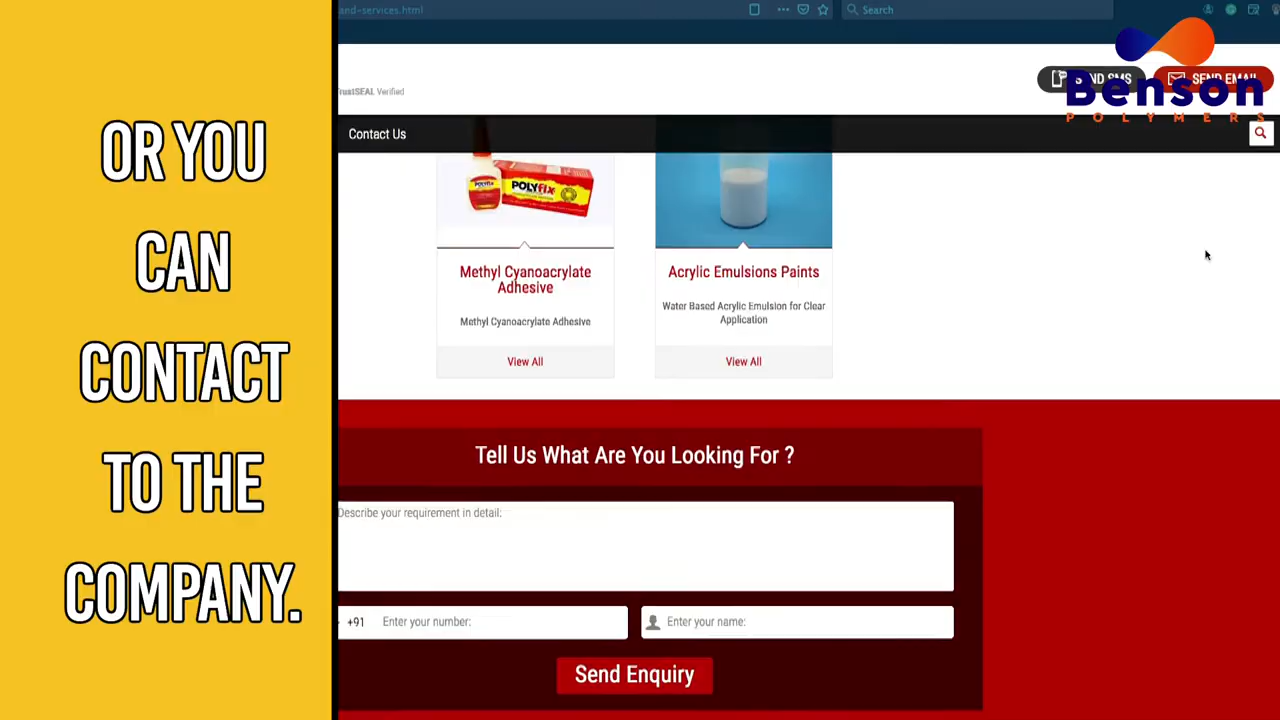 OR YOU
CAN
CONTACT
TO THE
COMPANY.
and-services.html
Search
TrustSEAL Verified
SEND EMAIL
Benson
POLYMERS
Contact Us
POLYFIX
Methyl Cyanoacrylate
Adhesive
Methyl Cyanoacrylate Adhesive
View All
Acrylic Emulsions Paints
Water Based Acrylic Emulsion for Clear
Application
View All
Tell Us What Are You Looking For ?
Describe your requirement in detail:
+91 Enter your number:
Enter your name:
Send Enquiry